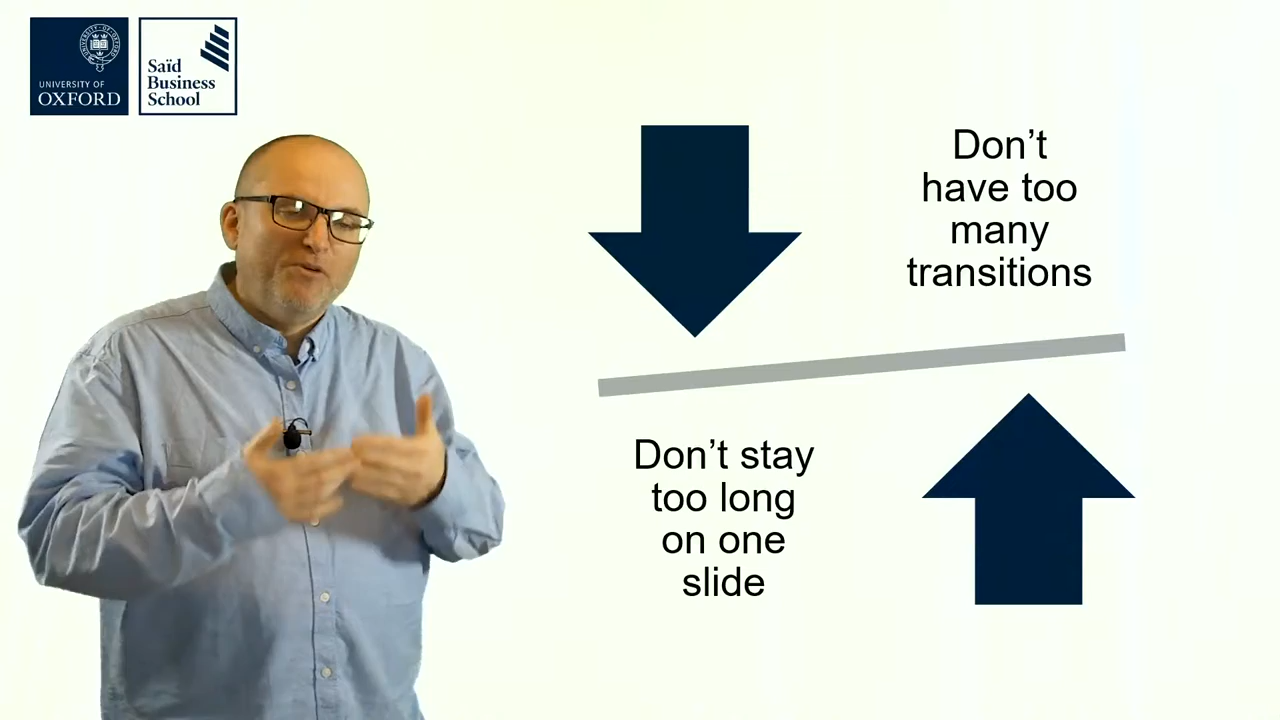 UNIVERSITY OF
OXFORD
Saïd
Business
School
Don't
have too
many
transitions
Don't stay
too long
on one
slide